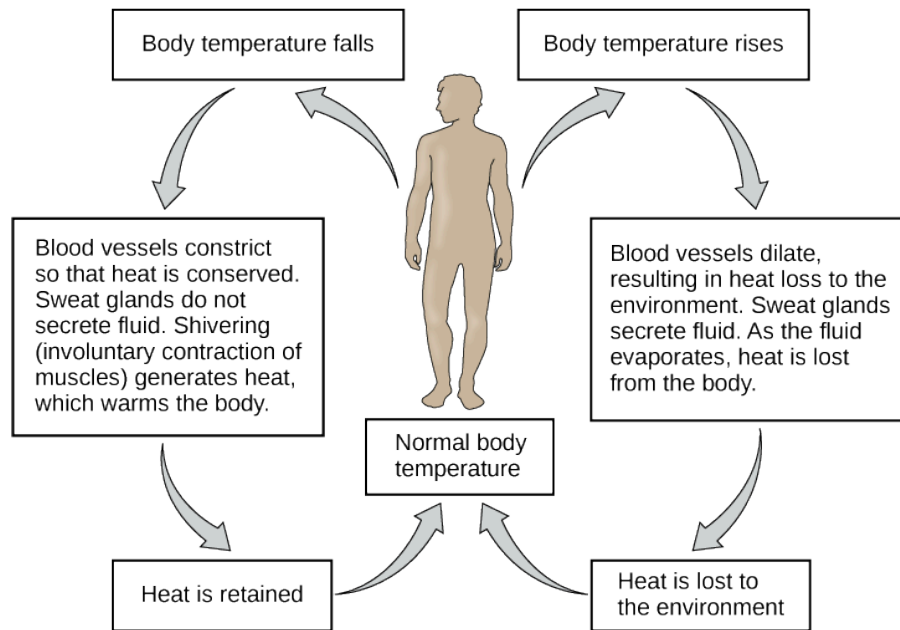 Body temperature falls
Body temperature rises
Blood vessels constrict
so that heat is conserved.
Sweat glands do not
secrete fluid. Shivering
(involuntary contraction of
muscles) generates heat,
which warms the body.
Blood vessels dilate,
resulting in heat loss to the
environment. Sweat glands
secrete fluid. As the fluid
evaporates, heat is lost
from the body.
Normal body
temperature
Heat is retained
Heat is lost to
the environment